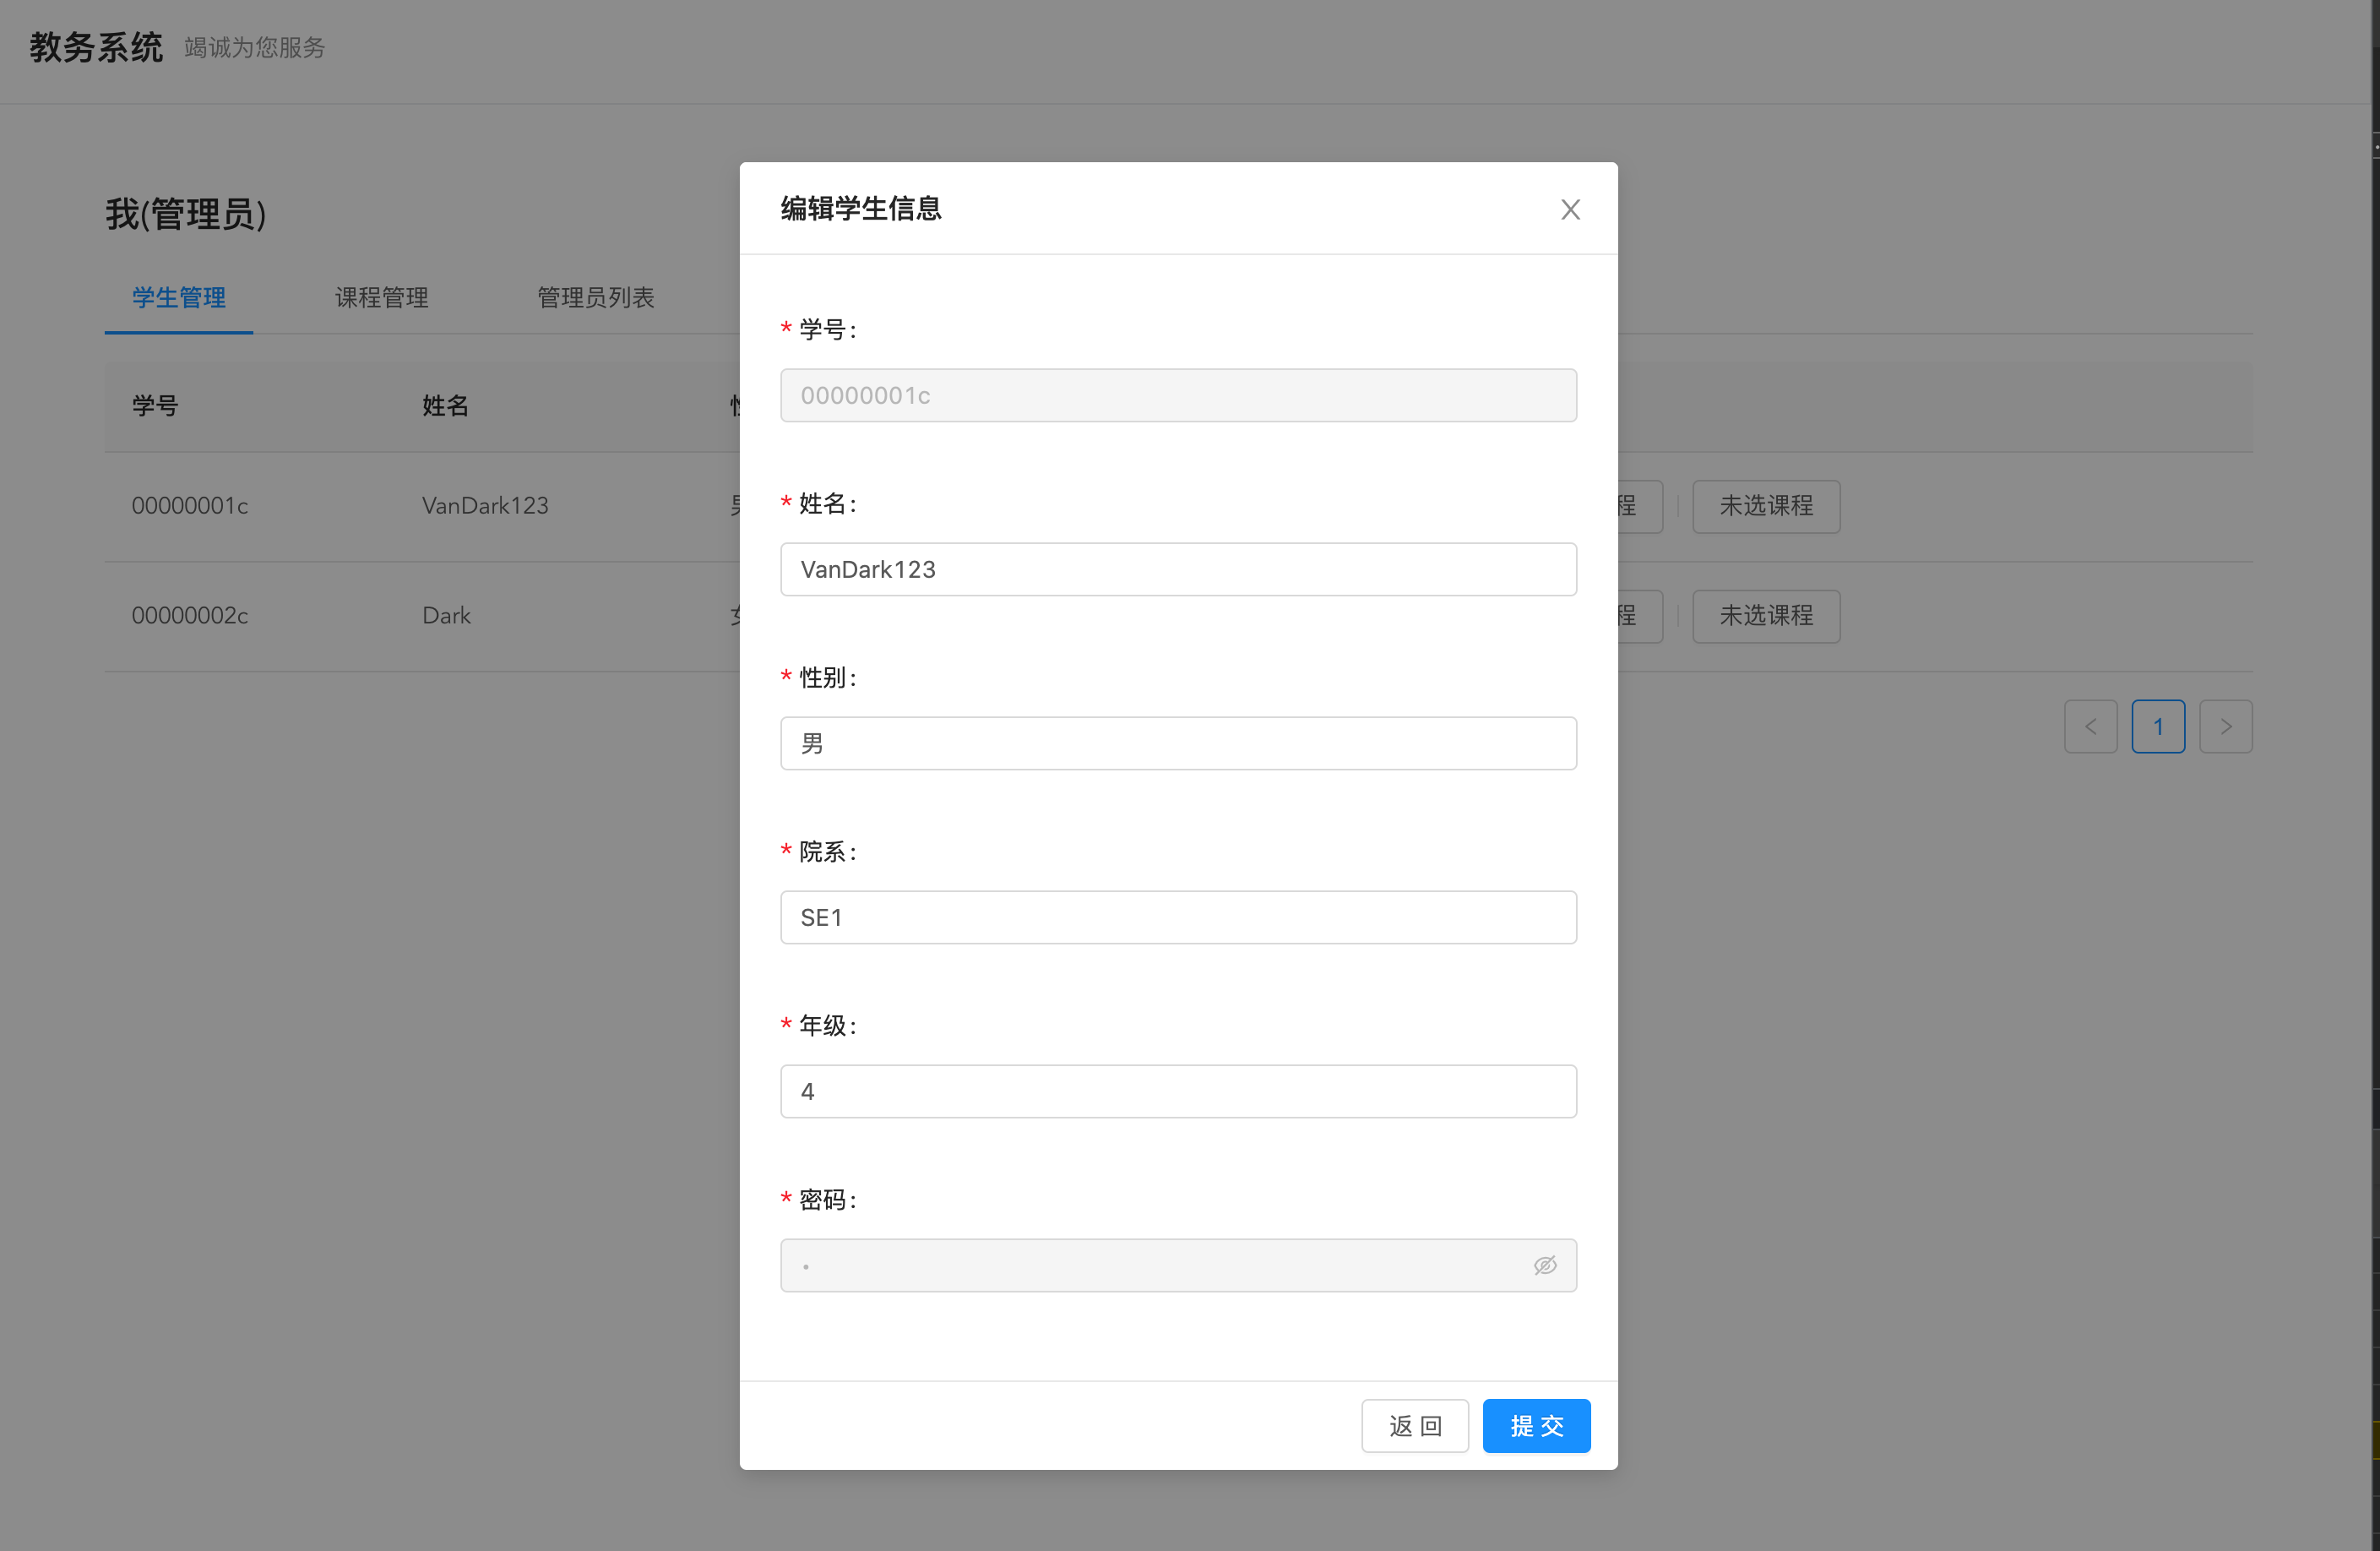 教务系统 竭诚为您服务
我(管理员)
学生管理 课程管理 管理员列表
学号 姓名
00000001c VanDark123 程 未选课程
00000002c Dark 程 未选课程
1
编辑学生信息
* 学号:
00000001c
* 姓名:
VanDark123
* 性别:
男
* 院系:
SE1
* 年级:
4
* 密码:
•
返 回 提 交